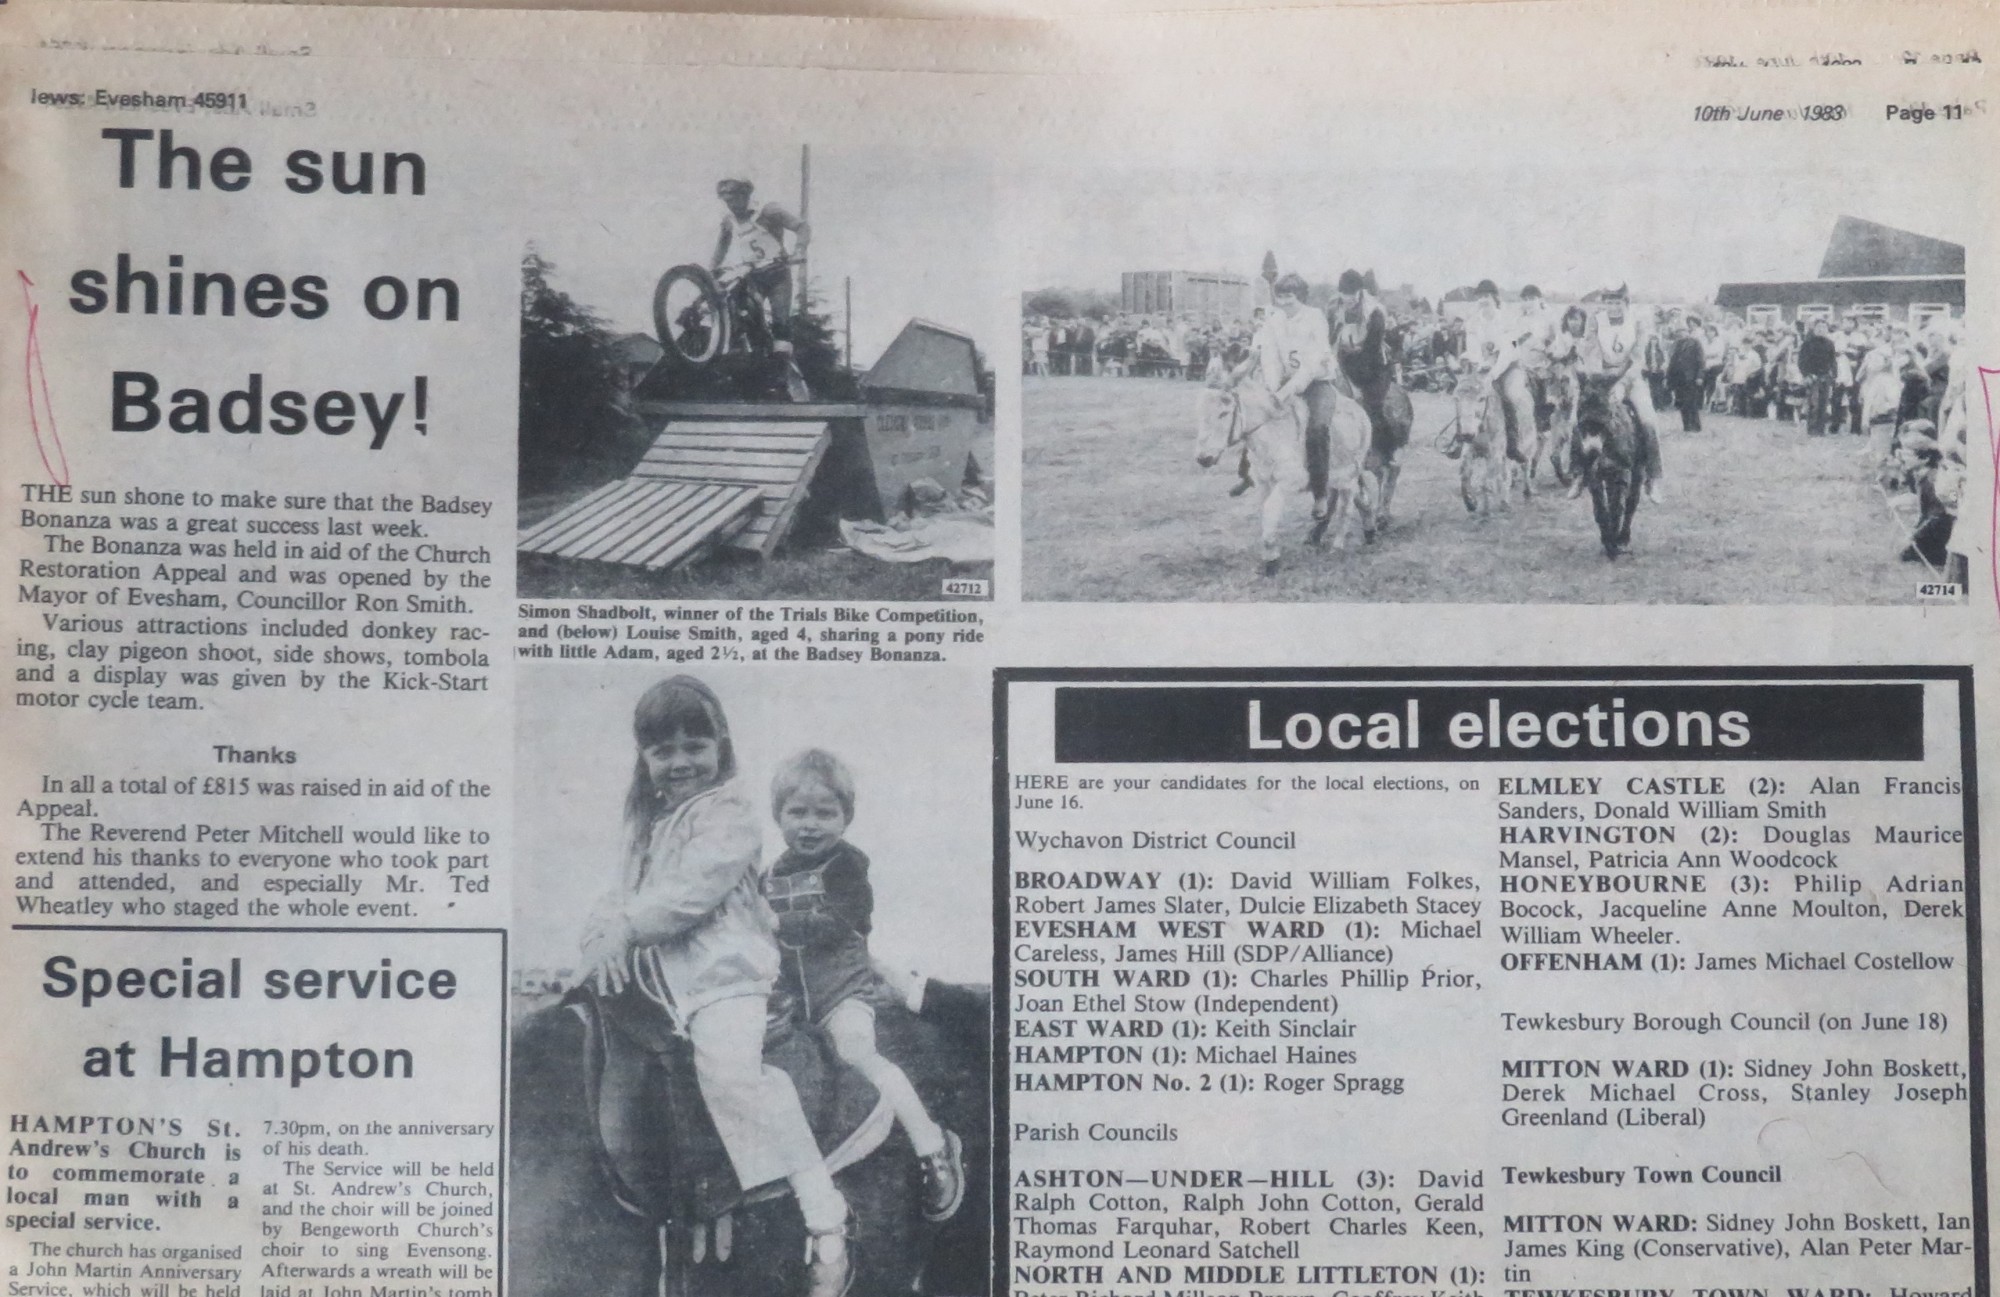 iews: Evesham 45911
10th June 1983 Page 11
The sun
shines on
Badsey!
THE sun shone to make sure that the Badsey
Bonanza was a great success last week.
The Bonanza was held in aid of the Church
Restoration Appeal and was opened by the
Mayor of Evesham, Councillor Ron Smith.
Various attractions included donkey rac-
ing, clay pigeon shoot, side shows, tombola
and a display was given by the Kick-Start
motor cycle team.
Thanks
In all a total of £815 was raised in aid of the
Appeal.
The Reverend Peter Mitchell would like to
extend his thanks to everyone who took part
and attended, and especially Mr. Ted
Wheatley who staged the whole event.
5
42712
Simon Shadbolt, winner of the Trials Bike Competition,
and (below) Louise Smith, aged 4, sharing a pony ride
with little Adam, aged 2½, at the Badsey Bonanza.
5
6
42714
Special service
at Hampton
HAMPTON'S St.
Andrew's Church is
to commemorate a
local man with a
special service.
The church has organised
a John Martin Anniversary
Service, which will be held
7.30pm, on the anniversary
of his death.
The Service will be held
at St. Andrew's Church,
and the choir will be joined
by Bengeworth Church's
choir to sing Evensong.
Afterwards a wreath will be
laid at John Martin's tomb
Local elections
HERE are your candidates for the local elections, on
June 16.
Wychavon District Council
BROADWAY (1): David William Folkes,
Robert James Slater, Dulcie Elizabeth Stacey
EVESHAM WEST WARD (1): Michael
Careless, James Hill (SDP/Alliance)
SOUTH WARD (1): Charles Phillip Prior,
Joan Ethel Stow (Independent)
EAST WARD (1): Keith Sinclair
HAMPTON (1): Michael Haines
HAMPTON No. 2 (1): Roger Spragg
Parish Councils
ASHTON—UNDER—HILL (3): David
Ralph Cotton, Ralph John Cotton, Gerald
Thomas Farquhar, Robert Charles Keen,
Raymond Leonard Satchell
NORTH AND MIDDLE LITTLETON (1):
ELMLEY CASTLE (2): Alan Francis
Sanders, Donald William Smith
HARVINGTON (2): Douglas Maurice
Mansel, Patricia Ann Woodcock
HONEYBOURNE (3): Philip Adrian
Bocock, Jacqueline Anne Moulton, Derek
William Wheeler.
OFFENHAM (1): James Michael Costellow
Tewkesbury Borough Council (on June 18)
MITTON WARD (1): Sidney John Boskett,
Derek Michael Cross, Stanley Joseph
Greenland (Liberal)
Tewkesbury Town Council
MITTON WARD: Sidney John Boskett, Ian
James King (Conservative), Alan Peter Mar-
tin
TEWKESBURY TOWN WARD: Howard